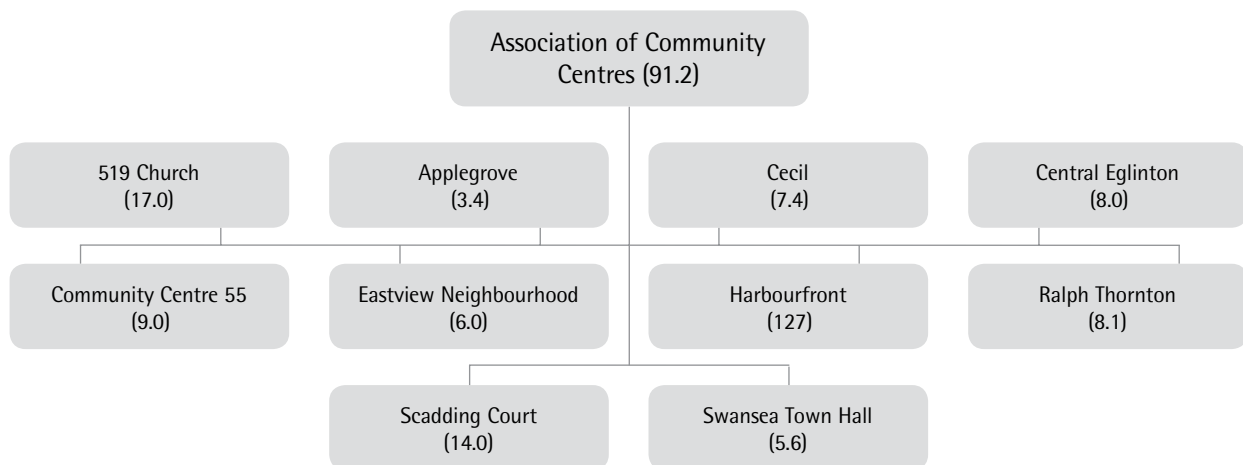 Association of Community
Centres (91.2)
519 Church
(17.0)
Applegrove
(3.4)
Cecil
(7.4)
Central Eglinton
(8.0)
Community Centre 55
(9.0)
Eastview Neighbourhood
(6.0)
Harbourfront
(127)
Ralph Thornton
(8.1)
Scadding Court
(14.0)
Swansea Town Hall
(5.6)